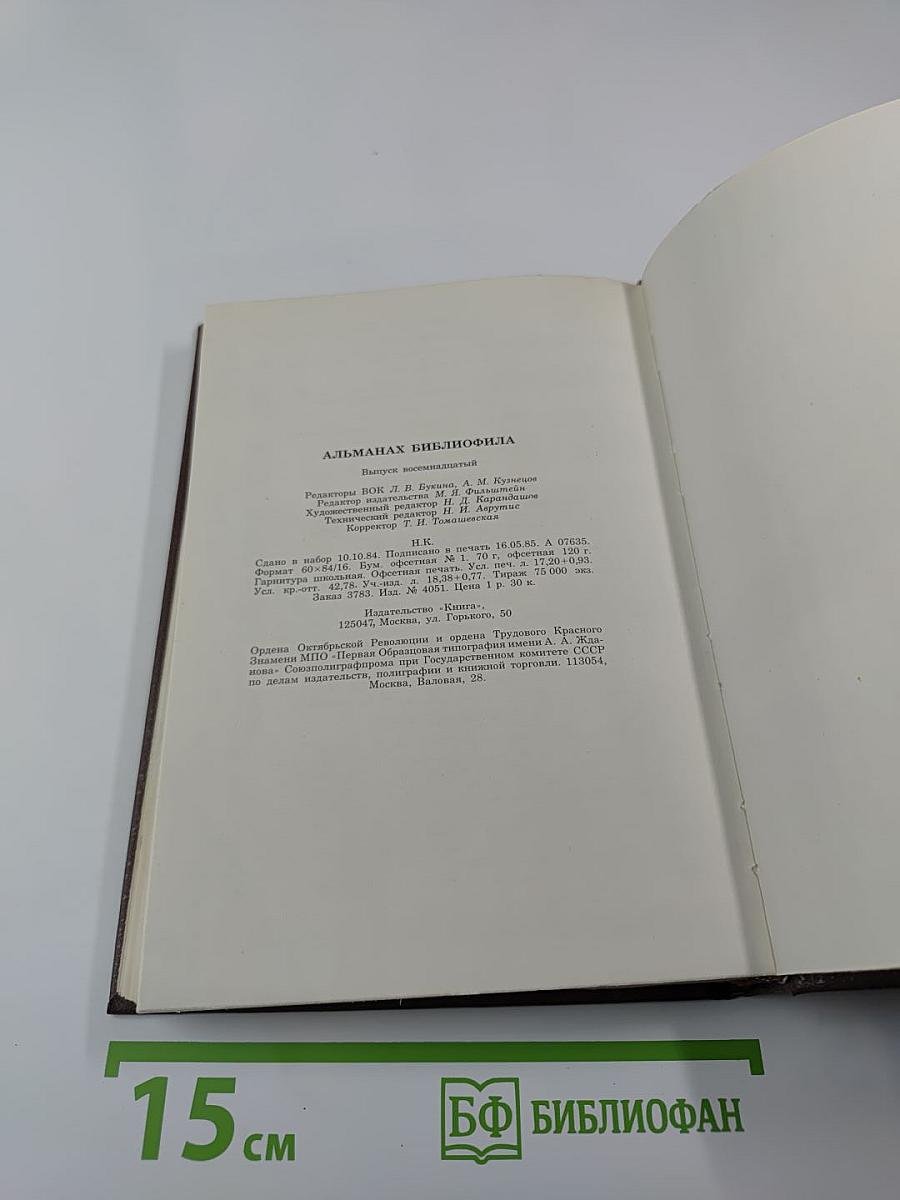 АЛЬМАНАХ БИБЛИОФИЛА
Выпуск восемнадцатый
Редакторы ВОК Л. В. Букина, А. М. Кузнецов
Редактор издательства М. Я. Фильштейн
Художественный редактор Н. Д. Карандашов
Технический редактор Н. И. Аврутис
Корректор Т. И. Томашевская
Н.К.
Сдано в набор 10.10.84. Подписано в печать 16.05.85. А 07635.
Формат 60×84/16. Бум. офсетная № 1. 70 г, офсетная 120 г.
Гарнитура школьная. Офсетная печать. Усл. печ. л. 17,20+0,93.
Усл. кр.-отт. 42,78. Уч.-изд. л. 18,38+0,77. Тираж 75 000 экз.
Заказ 3783. Изд. № 4051. Цена 1 р. 30 к.
Издательство «Книга»,
125047, Москва, ул. Горького, 50
Ордена Октябрьской Революции и ордена Трудового Красного
Знамени МПО «Первая Образцовая типография имени А. А. Жда-
нова» Союзполиграфпрома при Государственном комитете СССР
по делам издательств, полиграфии и книжной торговли. 113054,
Москва, Валовая, 28.
15 см
БФ БИБЛИОФАН